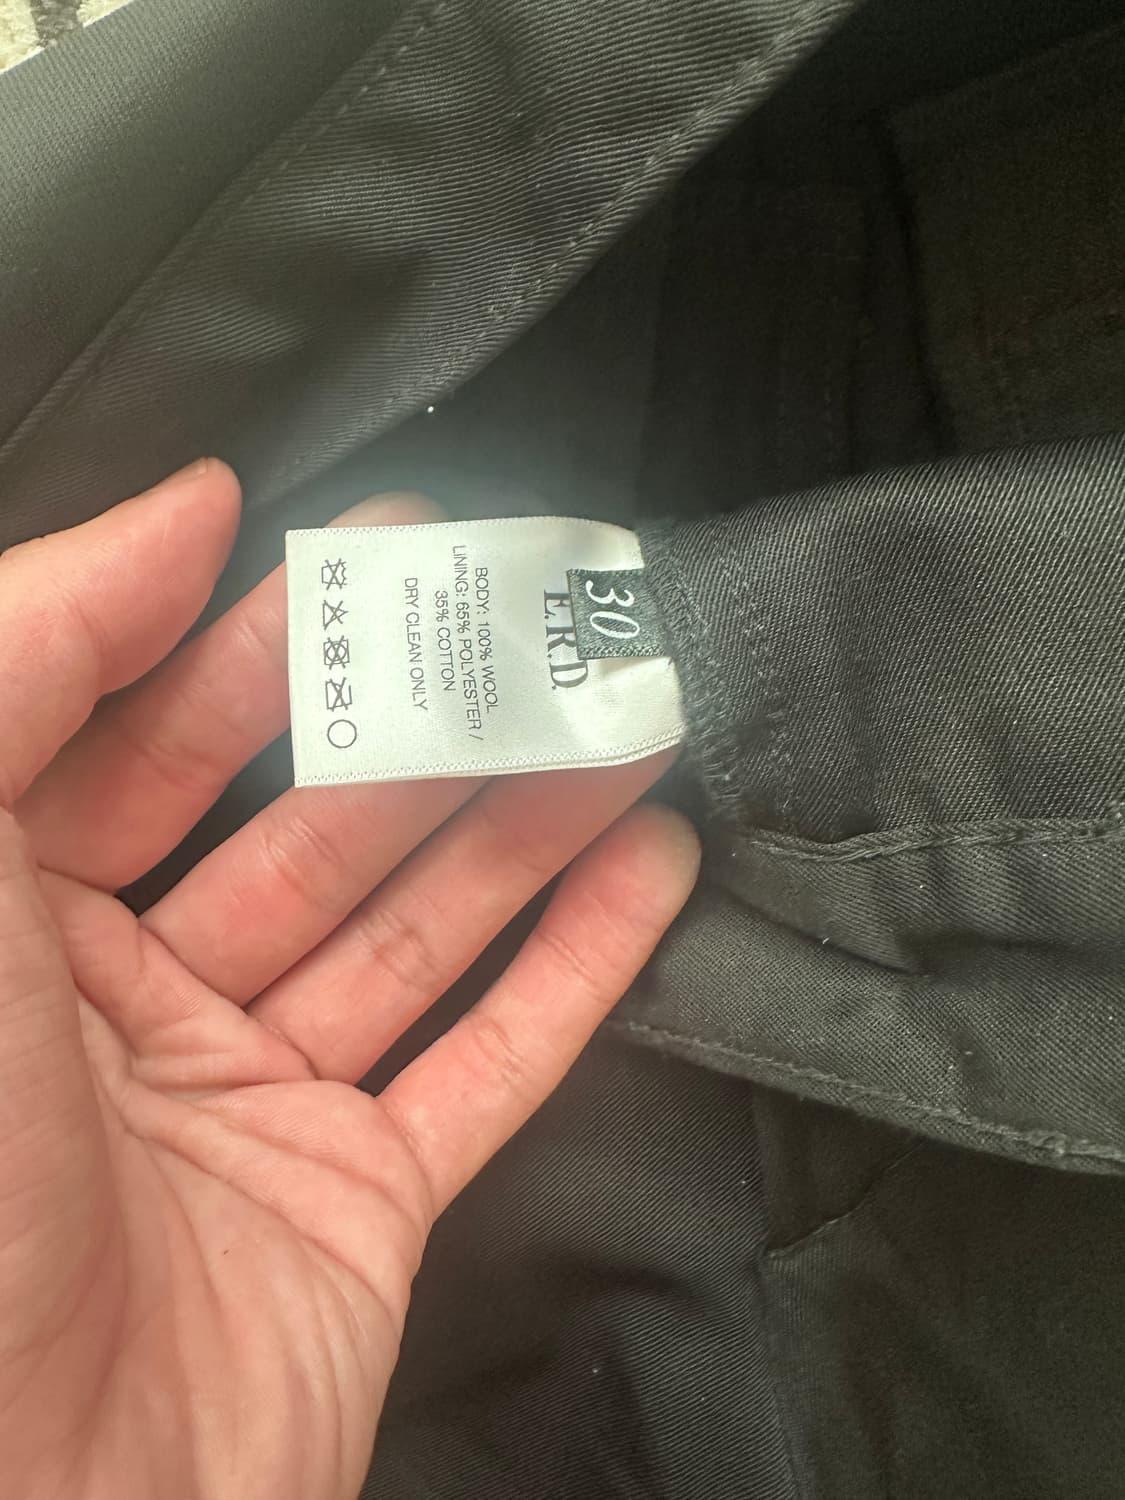 30
E.R.D
BODY: 100% WOOL
LINING: 65% POLYESTER /
35% COTTON
DRY CLEAN ONLY